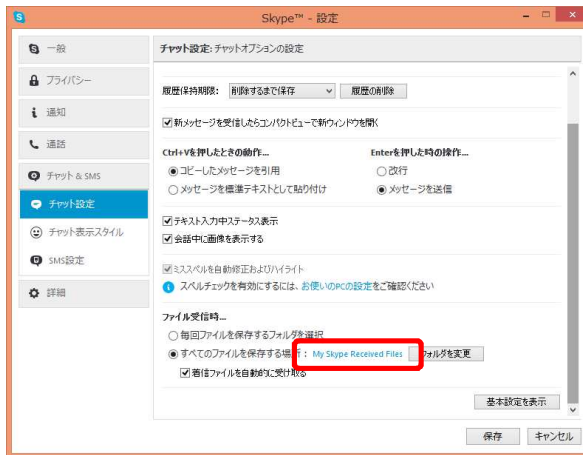 Skype™ - 設定
一般
プライバシー
通知
通話
チャット & SMS
チャット設定
チャット表示スタイル
SMS設定
詳細
チャット設定: チャットオプションの設定
履歴保持期限: 削除するまで保存 履歴の削除
新メッセージを受信したらコンパクトビューで新ウィンドウを開く
Ctrl+Vを押したときの動作... Enterを押した時の操作...
コピーしたメッセージを引用 改行
メッセージを標準テキストとして貼り付け メッセージを送信
テキスト入力中ステータス表示
会話中に画像を表示する
ミススペルを自動修正およびハイライト
スペルチェックを有効にするには、お使いのPCの設定をご確認ください
ファイル受信時...
毎回ファイルを保存するフォルダを選択
すべてのファイルを保存する場所: My Skype Received Files フォルダを変更
着信ファイルを自動的に受け取る
基本設定を表示
保存 キャンセル